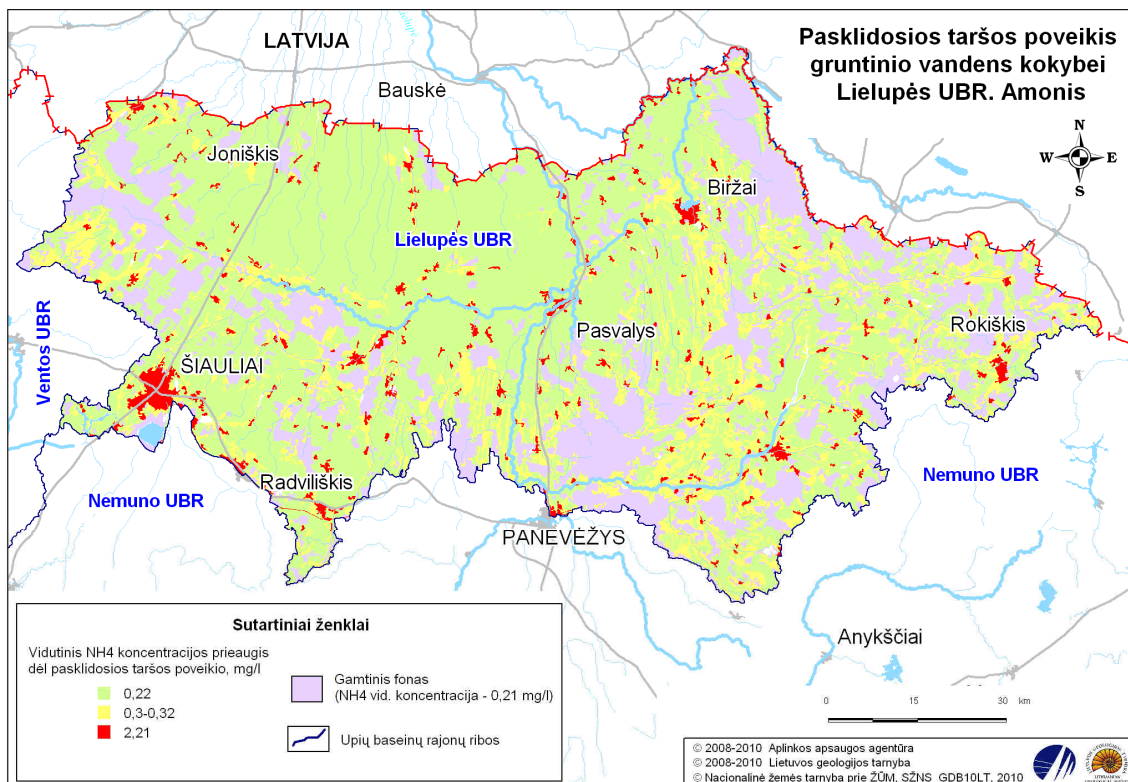 Pasklidosios taršos poveikis
gruntinio vandens kokybei
Lielupės UBR. Amonis
LATVIJA
Lielupė
Bauskė
N
W E
S
Joniškis
Biržai
Lielupės UBR
Ventos UBR
Pasvalys
Rokiškis
ŠIAULIAI
Radviliškis
Nemuno UBR
Nemuno UBR
PANEVĖŽYS
Anykščiai
Sutartiniai ženklai
Vidutinis NH4 koncentracijos prieaugis
dėl pasklidosios taršos poveikio, mg/l
0,22
0,3-0,32
2,21
Gamtinis fonas
(NH4 vid. koncentracija - 0,21 mg/l)
Upių baseinų rajonų ribos
0 15 30 km
© 2008-2010 Aplinkos apsaugos agentūra
© 2008-2010 Lietuvos geologijos tarnyba
© Nacionalinė žemės tarnyba prie ŽŪM, SŽNS GDB10LT, 2010